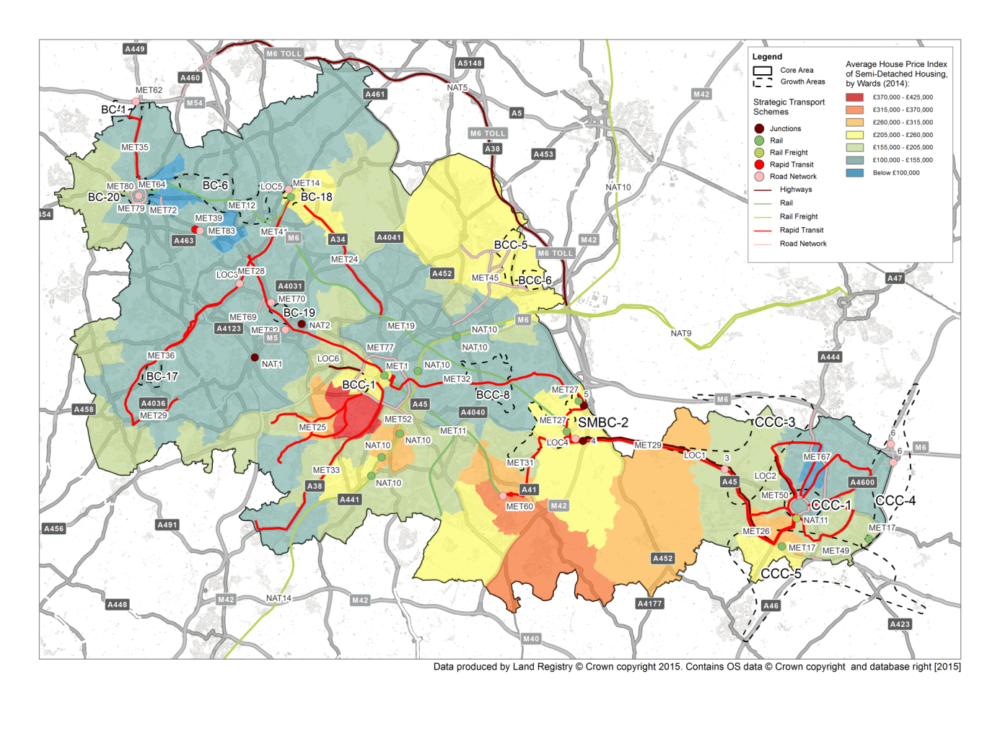 A449
M6 TOLL
A5148
A460
MET62
NAT5
M42
A461
M54
BC-1
A5
M6 TOLL
A38
MET35
A453
MET80
MET64
BC-6
LOC5
MET14
NAT10
BC-20
BC-18
MET79
MET72
MET12
454
MET39
MET83
A463
MET41
M6
A34
A4041
M42
BCC-5
M6 TOLL
MET24
LOC3
MET28
A452
MET45
BCC-6
A47
A4031
MET70
BC-19
MET69
NAT2
A4123
MET82
M5
MET19
M6
NAT10
NAT9
MET77
NAT10
MET36
NAT1
LOC6
A444
BC-17
MET1
NAT10
BCC-1
MET32
MET27
5
BCC-8
M6
A4036
A45
A458
MET29
A4040
MET27
SMBC-2
CCC-3
MET52
MET25
MET11
NAT10
LOC4
4
MET29
6
6
M6
NAT10
LOC1
3
MET67
MET33
MET31
LOC2
A45
A4600
NAT10
A38
A41
MET50
A441
MET60
M42
CCC-1
CCC-4
NAT11
A456
A491
MET26
MET17
MET17
MET49
A452
CCC-5
NAT14
M42
M42
A448
A4177
A46
A423
M40
Legend
Core Area
Growth Areas
Strategic Transport
Schemes
Junctions
Rail
Rail Freight
Rapid Transit
Road Network
Highways
Rail
Rail Freight
Rapid Transit
Road Network
Average House Price Index
of Semi-Detached Housing,
by Wards (2014):
£370,000 - £425,000
£315,000 - £370,000
£260,000 - £315,000
£205,000 - £260,000
£155,000 - £205,000
£100,000 - £155,000
Below £100,000
Data produced by Land Registry © Crown copyright 2015. Contains OS data © Crown copyright and database right [2015]